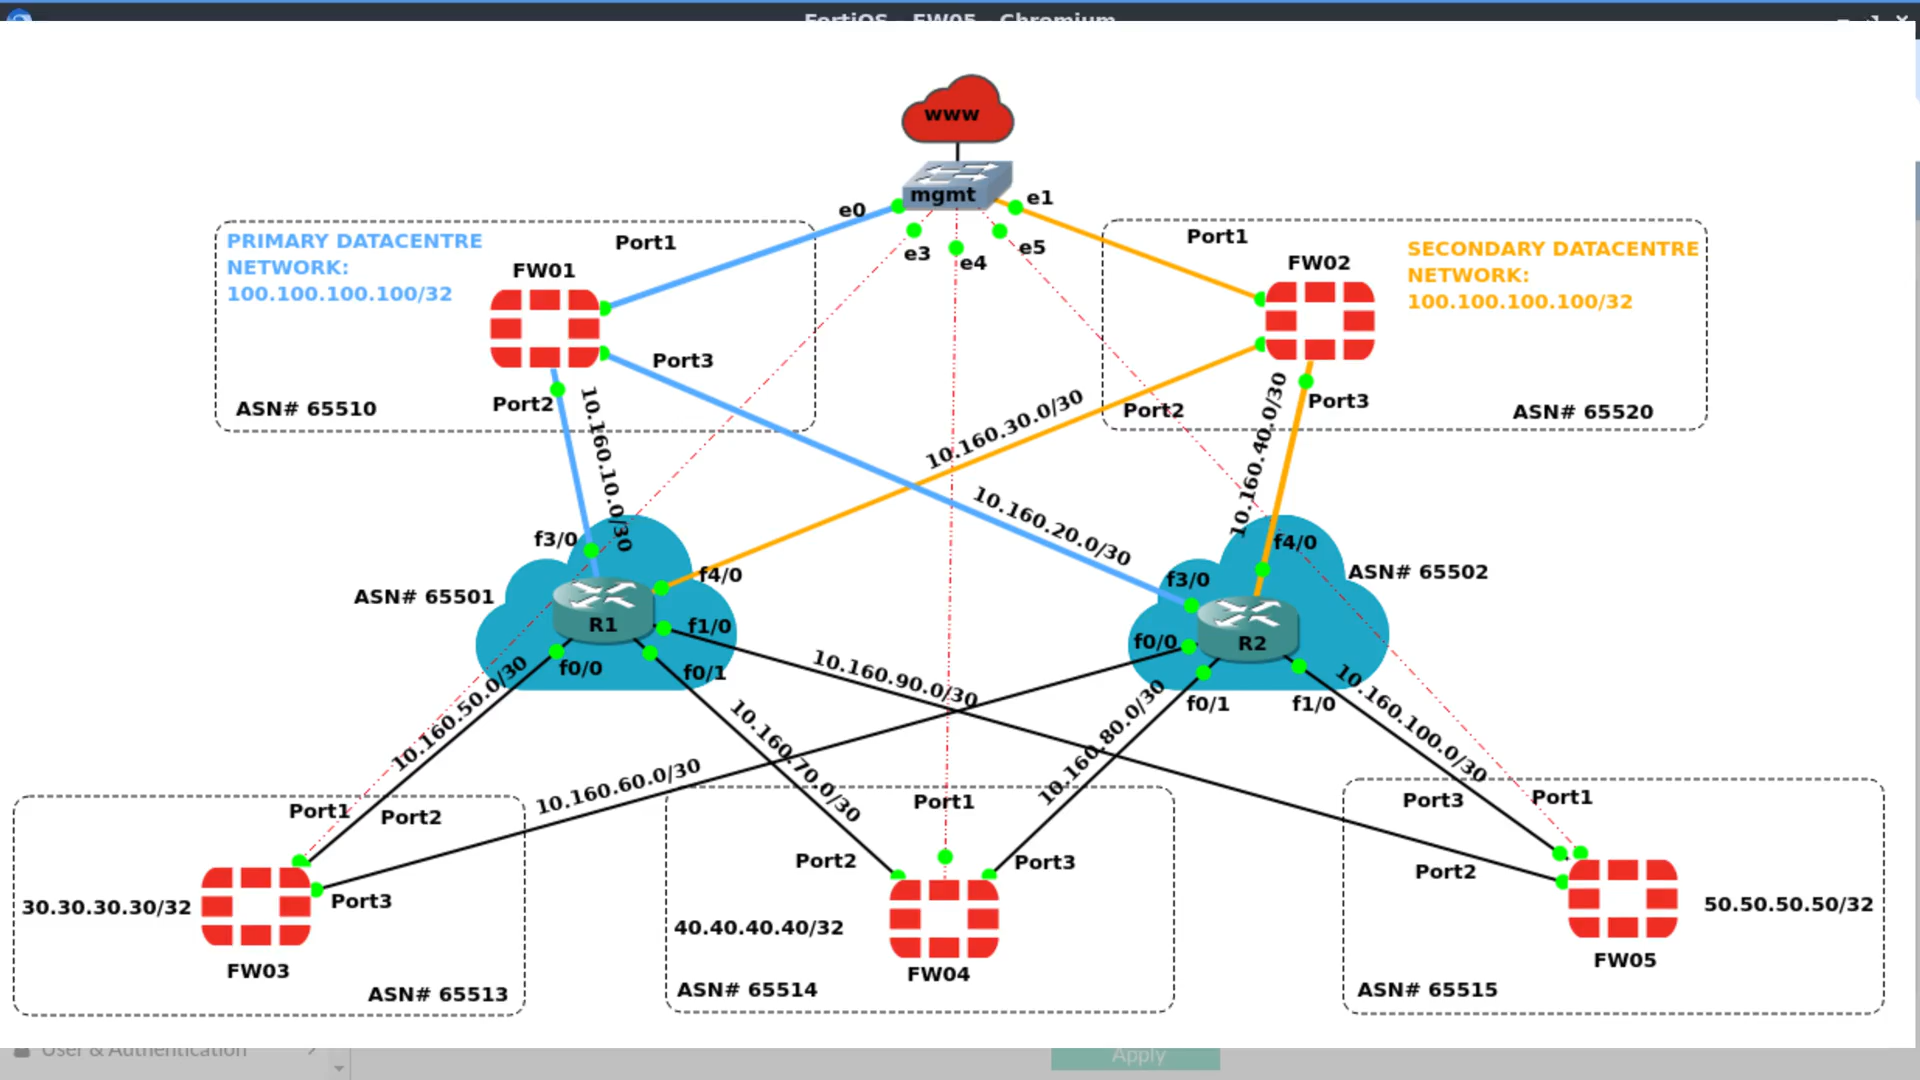 FortiOS - FW05 - Chromium
www
mgmt
e0
e1
e3
e4
e5
PRIMARY DATACENTRE
NETWORK:
100.100.100.100/32
FW01
Port1
Port3
Port2
ASN# 65510
10.160.10.0/30
Port1
FW02
SECONDARY DATACENTRE
NETWORK:
100.100.100.100/32
Port2
Port3
ASN# 65520
10.160.30.0/30
10.160.40.0/30
10.160.20.0/30
f3/0
f4/0
ASN# 65501
R1
f1/0
f0/0
f0/1
f4/0
f3/0
ASN# 65502
f0/0
R2
f0/1
f1/0
10.160.50.0/30
10.160.90.0/30
10.160.70.0/30
10.160.60.0/30
10.160.80.0/30
10.160.100.0/30
Port1
Port2
Port3
30.30.30.30/32
FW03
ASN# 65513
Port1
Port2
Port3
40.40.40.40/32
FW04
ASN# 65514
Port3
Port1
Port2
50.50.50.50/32
FW05
ASN# 65515
User & Authentication
Apply